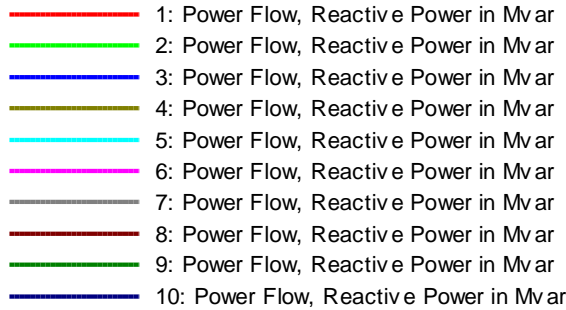 1: Power Flow, Reactive Power in Mvar
2: Power Flow, Reactive Power in Mvar
3: Power Flow, Reactive Power in Mvar
4: Power Flow, Reactive Power in Mvar
5: Power Flow, Reactive Power in Mvar
6: Power Flow, Reactive Power in Mvar
7: Power Flow, Reactive Power in Mvar
8: Power Flow, Reactive Power in Mvar
9: Power Flow, Reactive Power in Mvar
10: Power Flow, Reactive Power in Mvar